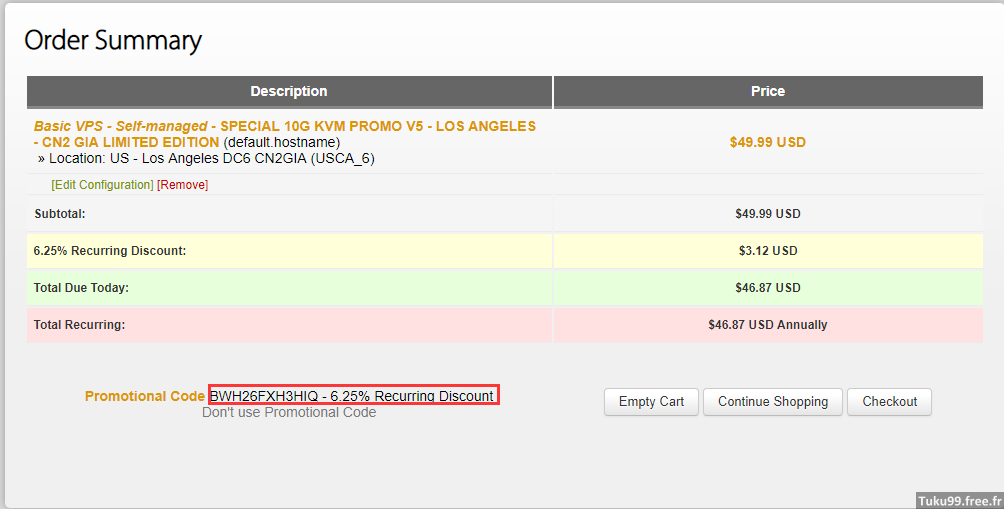 Order Summary
Description Price
Basic VPS - Self-managed - SPECIAL 10G KVM PROMO V5 - LOS ANGELES
- CN2 GIA LIMITED EDITION (default.hostname) $49.99 USD
» Location: US - Los Angeles DC6 CN2GIA (USCA_6)
[Edit Configuration] [Remove]
Subtotal: $49.99 USD
6.25% Recurring Discount: $3.12 USD
Total Due Today: $46.87 USD
Total Recurring: $46.87 USD Annually
Promotional Code BWH26FXH3HIQ - 6.25% Recurring Discount Empty Cart Continue Shopping Checkout
Don't use Promotional Code
Tuku99.free.fr